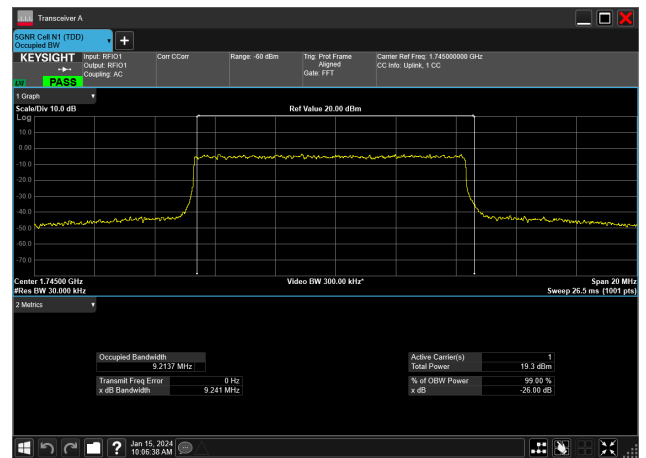 Transceiver A
5GNR Cell N1 (TDD)
Occupied BW
KEYSIGHT
LXI
PASS
Input: RFIO1
Output: RFIO1
Coupling: AC
Corr CCorr
Range: -60 dBm
Trig: Prot Frame
Aligned
Gate: FFT
Carrier Ref Freq: 1.745000000 GHz
CC Info: Uplink, 1 CC
1 Graph
Scale/Div 10.0 dB
Ref Value 20.00 dBm
Log
10.0
0.00
-10.0
-20.0
-30.0
-40.0
-50.0
-60.0
-70.0
Center 1.74500 GHz
Video BW 300.00 kHz*
Span 20 MHz
#Res BW 30.000 kHz
Sweep 26.5 ms (1001 pts)
2 Metrics
Occupied Bandwidth
9.2137 MHz
Transmit Freq Error 0 Hz
x dB Bandwidth 9.241 MHz
Active Carrier(s) 1
Total Power 19.3 dBm
% of OBW Power 99.00 %
x dB -26.00 dB
Jan 15, 2024
10:06:38 AM